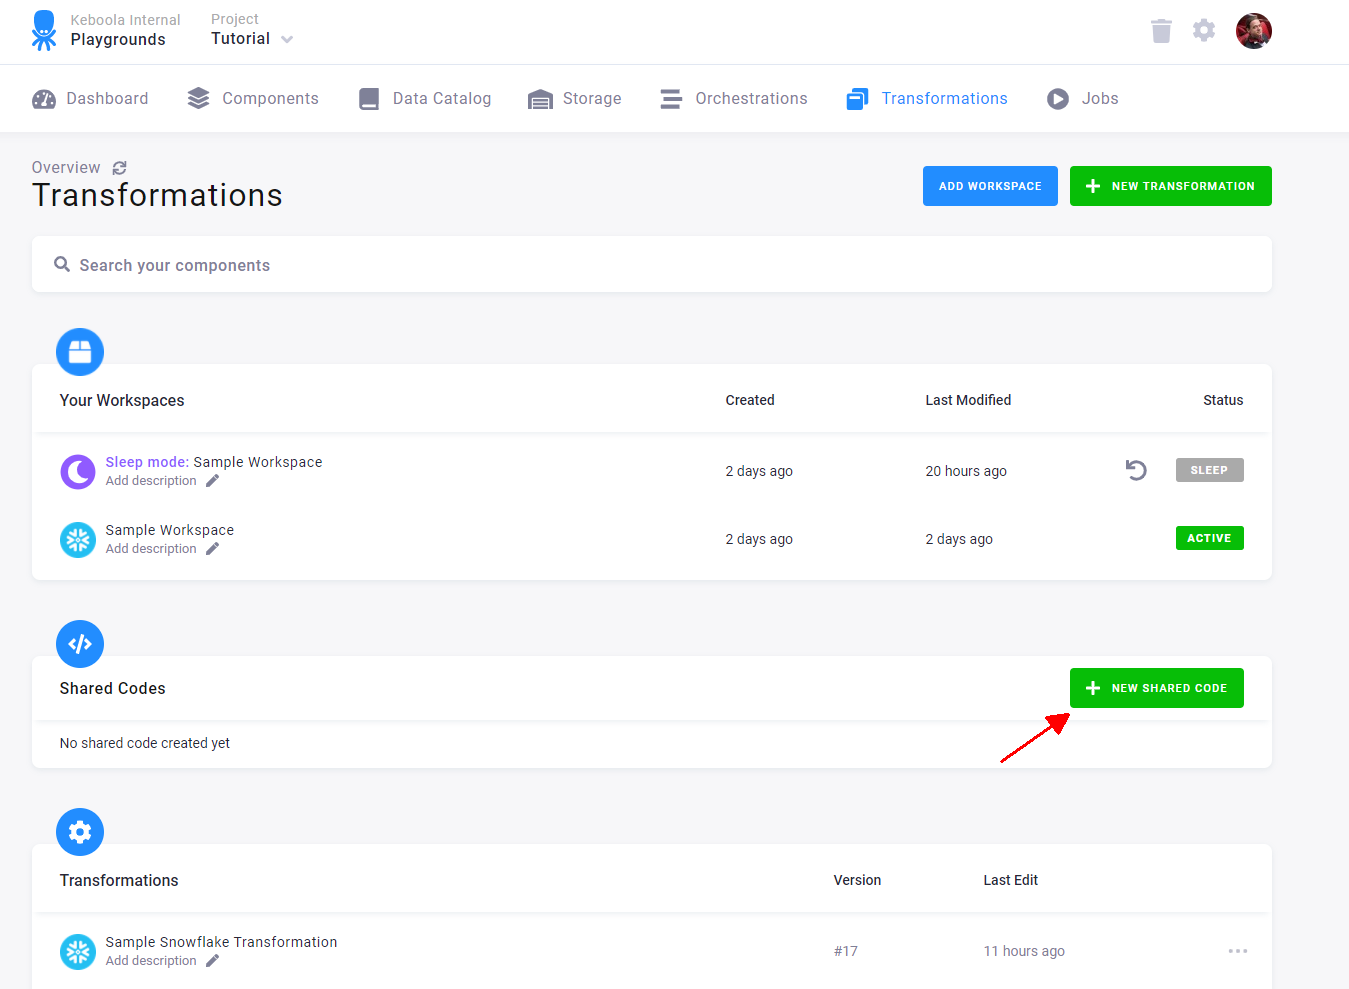 Keboola Internal
Playgrounds
Project
Tutorial
Dashboard
Components
Data Catalog
Storage
Orchestrations
Transformations
Jobs
Overview
Transformations
ADD WORKSPACE
NEW TRANSFORMATION
Search your components
Your Workspaces
Created
Last Modified
Status
Sleep mode: Sample Workspace
Add description
2 days ago
20 hours ago
SLEEP
Sample Workspace
Add description
2 days ago
2 days ago
ACTIVE
Shared Codes
NEW SHARED CODE
No shared code created yet
Transformations
Version
Last Edit
Sample Snowflake Transformation
Add description
#17
11 hours ago